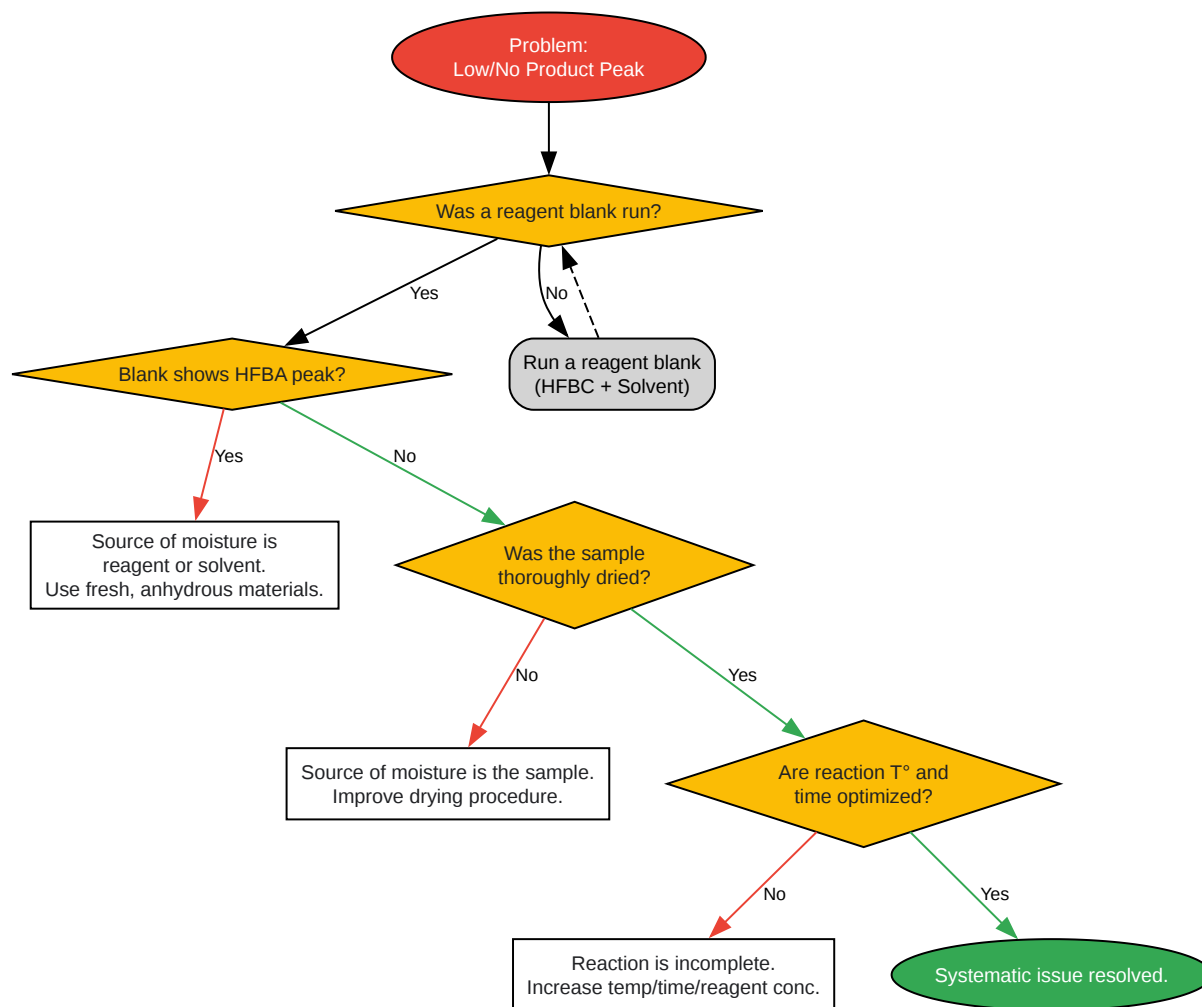 Problem:
Low/No Product Peak
Was a reagent blank run?
Yes
No
Blank shows HFBA peak?
Run a reagent blank
(HFBC + Solvent)
Yes
No
Source of moisture is
reagent or solvent.
Use fresh, anhydrous materials.
Was the sample
thoroughly dried?
No
Yes
Source of moisture is the sample.
Improve drying procedure.
Are reaction T° and
time optimized?
No
Yes
Reaction is incomplete.
Increase temp/time/reagent conc.
Systematic issue resolved.